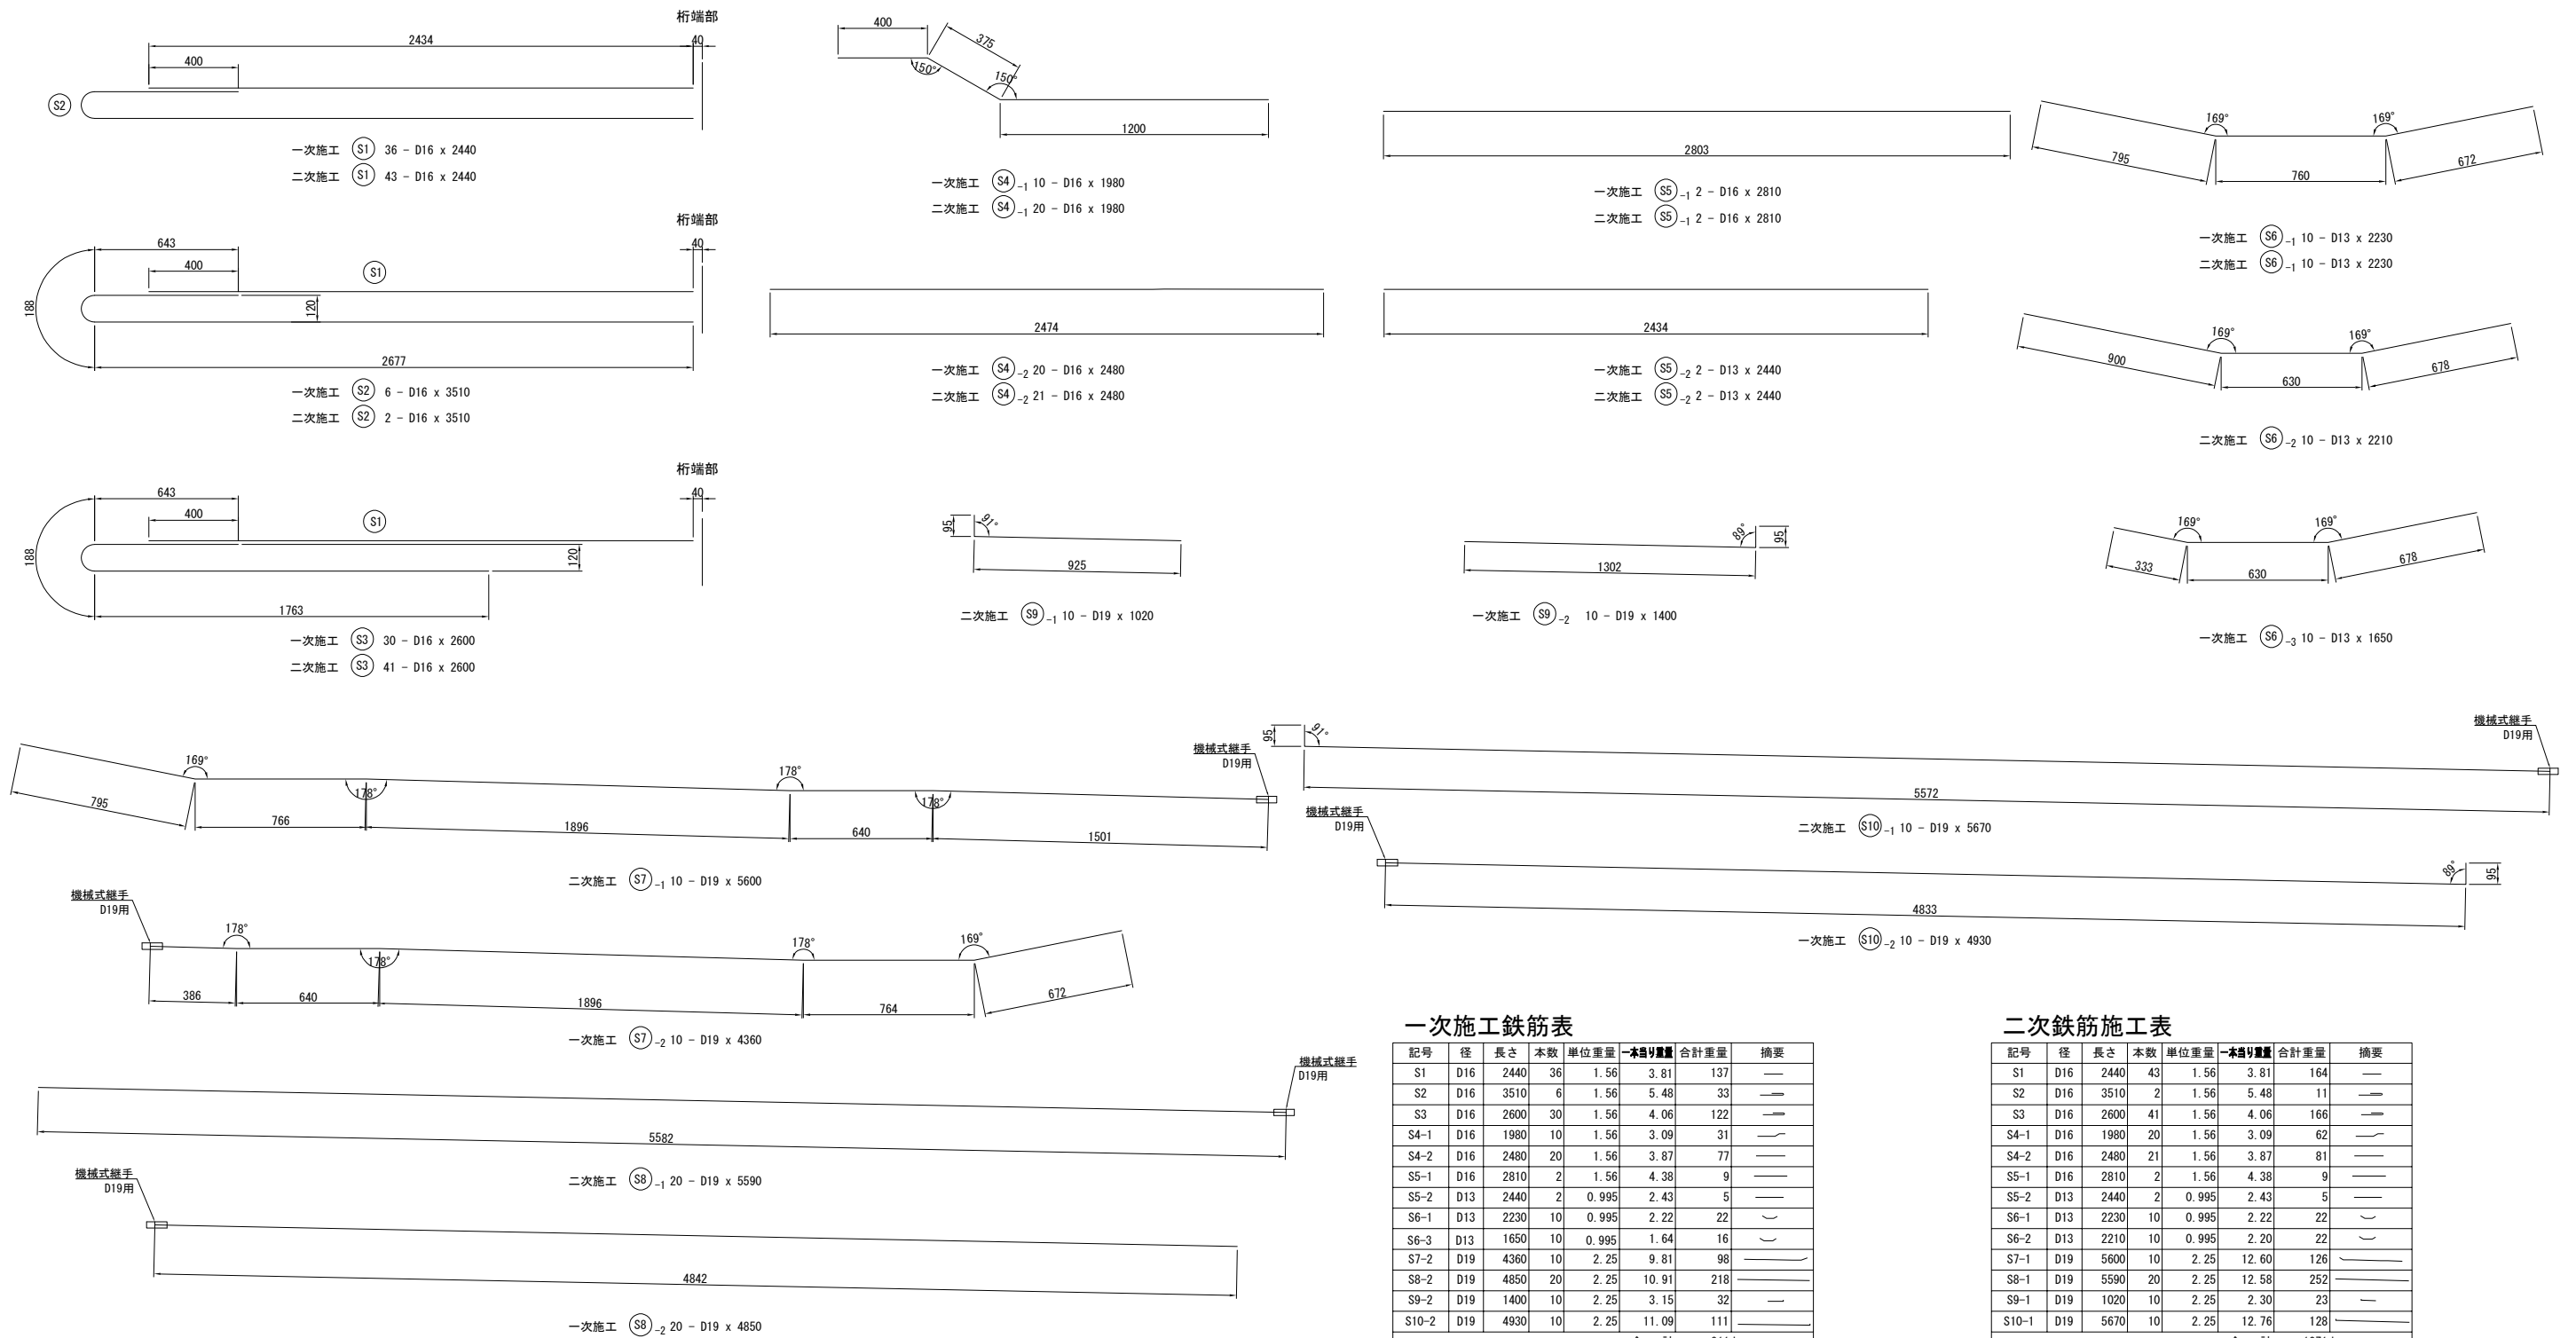 桁端部
2434
40
400
S2
一次施工 S1 36 - D16 x 2440
二次施工 S1 43 - D16 x 2440
桁端部
643
40
400
S1
188
120
2677
一次施工 S2 6 - D16 x 3510
二次施工 S2 2 - D16 x 3510
桁端部
643
40
400
S1
188
120
1763
一次施工 S3 30 - D16 x 2600
二次施工 S3 41 - D16 x 2600
400
375
150°
150°
1200
一次施工 S4-1 10 - D16 x 1980
二次施工 S4-1 20 - D16 x 1980
2474
一次施工 S4-2 20 - D16 x 2480
二次施工 S4-2 21 - D16 x 2480
2803
一次施工 S5-1 2 - D16 x 2810
二次施工 S5-1 2 - D16 x 2810
2434
一次施工 S5-2 2 - D13 x 2440
二次施工 S5-2 2 - D13 x 2440
169°
169°
795
760
672
一次施工 S6-1 10 - D13 x 2230
二次施工 S6-1 10 - D13 x 2230
169°
169°
900
630
678
二次施工 S6-2 10 - D13 x 2210
169°
169°
333
630
678
一次施工 S6-3 10 - D13 x 1650
95
91°
925
二次施工 S9-1 10 - D19 x 1020
89°
95
1302
一次施工 S9-2 10 - D19 x 1400
169°
178°
178°
178°
機械式継手
D19用
795
766
1896
640
1501
二次施工 S7-1 10 - D19 x 5600
機械式継手
D19用
178°
178°
178°
169°
386
640
1896
764
672
一次施工 S7-2 10 - D19 x 4360
機械式継手
D19用
5582
二次施工 S8-1 20 - D19 x 5590
機械式継手
D19用
4842
一次施工 S8-2 20 - D19 x 4850
95
91°
機械式継手
D19用
5572
二次施工 S10-1 10 - D19 x 5670
機械式継手
D19用
89°
95
4833
一次施工 S10-2 10 - D19 x 4930
一次施工鉄筋表
記号 径 長さ 本数 単位重量 一本当り重量 合計重量 摘要
S1 D16 2440 36 1.56 3.81 137
S2 D16 3510 6 1.56 5.48 33
S3 D16 2600 30 1.56 4.06 122
S4-1 D16 1980 10 1.56 3.09 31
S4-2 D16 2480 20 1.56 3.87 77
S5-1 D16 2810 2 1.56 4.38 9
S5-2 D13 2440 2 0.995 2.43 5
S6-1 D13 2230 10 0.995 2.22 22
S6-3 D13 1650 10 0.995 1.64 16
S7-2 D19 4360 10 2.25 9.81 98
S8-2 D19 4850 20 2.25 10.91 218
S9-2 D19 1400 10 2.25 3.15 32
S10-2 D19 4930 10 2.25 11.09 111
二次鉄筋施工表
記号 径 長さ 本数 単位重量 一本当り重量 合計重量 摘要
S1 D16 2440 43 1.56 3.81 164
S2 D16 3510 2 1.56 5.48 11
S3 D16 2600 41 1.56 4.06 166
S4-1 D16 1980 20 1.56 3.09 62
S4-2 D16 2480 21 1.56 3.87 81
S5-1 D16 2810 2 1.56 4.38 9
S5-2 D13 2440 2 0.995 2.43 5
S6-1 D13 2230 10 0.995 2.22 22
S6-2 D13 2210 10 0.995 2.20 22
S7-1 D19 5600 10 2.25 12.60 126
S8-1 D19 5590 20 2.25 12.58 252
S9-1 D19 1020 10 2.25 2.30 23
S10-1 D19 5670 10 2.25 12.76 128